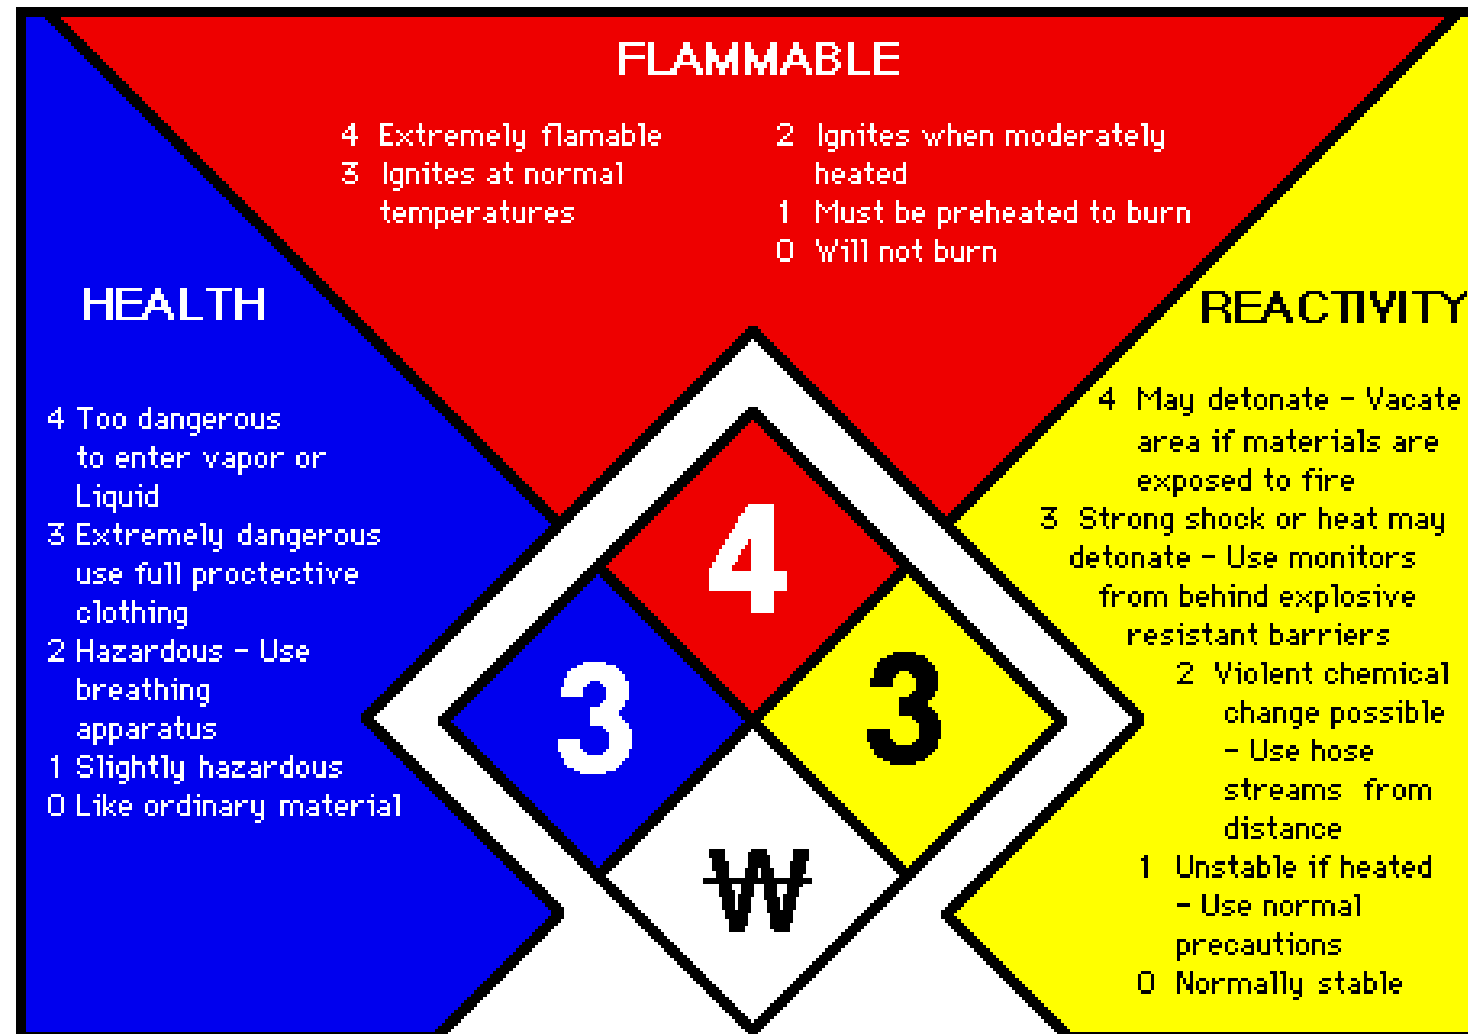 FLAMMABLE
4 Extremely flamable
3 Ignites at normal
temperatures
2 Ignites when moderately
heated
1 Must be preheated to burn
0 Will not burn
HEALTH
4 Too dangerous
to enter vapor or
Liquid
3 Extremely dangerous
use full proctective
clothing
2 Hazardous - Use
breathing
apparatus
1 Slightly hazardous
0 Like ordinary material
REACTIVITY
4 May detonate - Vacate
area if materials are
exposed to fire
3 Strong shock or heat may
detonate - Use monitors
from behind explosive
resistant barriers
2 Violent chemical
change possible
- Use hose
streams from
distance
1 Unstable if heated
- Use normal
precautions
0 Normally stable
4
3
3
W